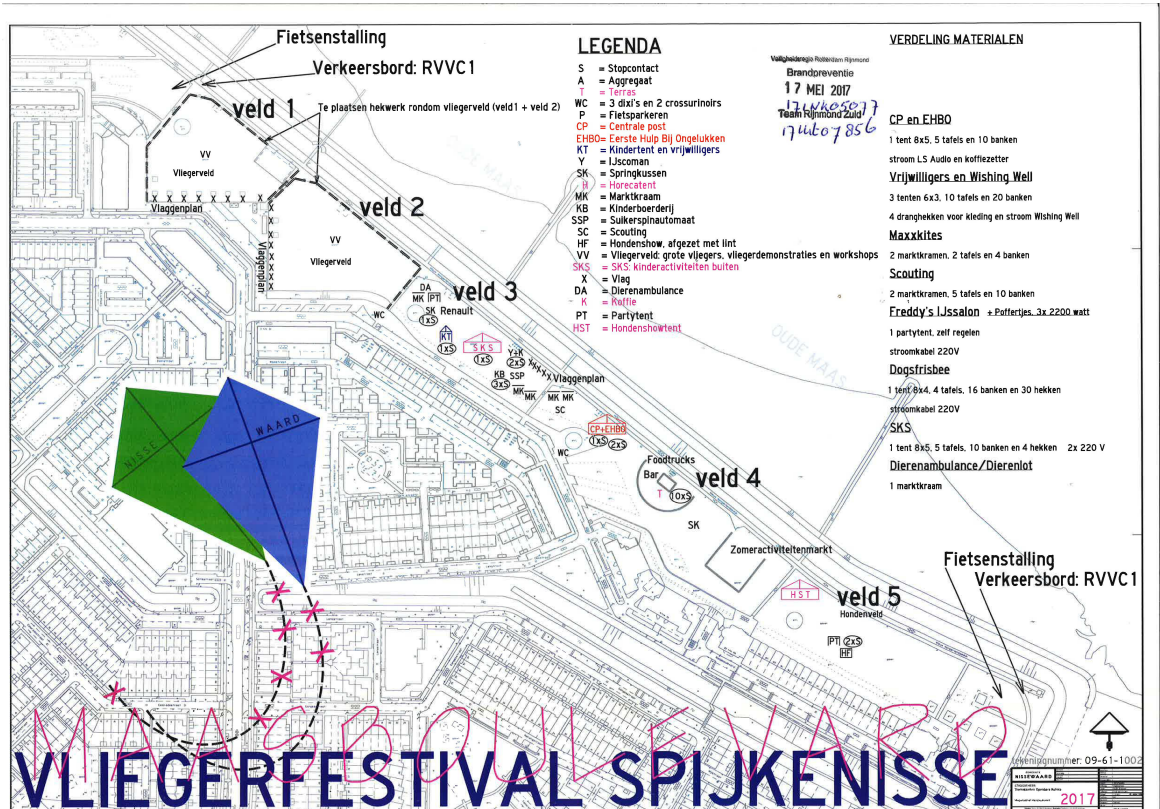 Fietsenstalling
Verkeersbord: RVVC1
veld 1
Te plaatsen hekwerk rondom vliegerveld (veld1 + veld 2)
VV
Vliegerveld
X X X X X X X X
Vlaggenplan
veld 2
VV
Vliegerveld
Vlaggenplan
veld 3
DA
MK PT
SK Renault
1xS
WC
KT
1xS
SKS
1xS
Y+K
2xS
XXXXX
Vlaggenplan
KB SSP
3xS
MK MK
MK MK
SC
CP+EHBO
1xS 2xS
WC
Foodtrucks
Bar
T
10xS
veld 4
SK
Zomeractiviteitenmarkt
HST
veld 5
Hondenveld
PT 2xS
HF
Fietsenstalling
Verkeersbord: RVVC1
OUDE MAAS
OUDE MAAS
LEGENDA
S = Stopcontact
A = Aggregaat
T = Terras
WC = 3 dixi's en 2 crossurinoirs
P = Fietsparkeren
CP = Centrale post
EHBO= Eerste Hulp Bij Ongelukken
KT = Kindertent en vrijwilligers
Y = IJscoman
SK = Springkussen
H = Horecatent
MK = Marktkraam
KB = Kinderboerderij
SSP = Suikerspinautomaat
SC = Scouting
HF = Hondenshow, afgezet met lint
VV = Vliegerveld: grote vliegers, vliegerdemonstraties en workshops
SKS = SKS: kinderactiviteiten buiten
X = Vlag
DA = Dierenambulance
K = Koffie
PT = Partytent
HST = Hondenshowtent
Veiligheidsregio Rotterdam Rijnmond
Brandpreventie
17 MEI 2017
Team Rijnmond Zuid
VERDELING MATERIALEN
CP en EHBO
1 tent 8x5, 5 tafels en 10 banken
stroom LS Audio en koffiezetter
Vrijwilligers en Wishing Well
3 tenten 6x3, 10 tafels en 20 banken
4 dranghekken voor kleding en stroom WIshing Well
Maxxkites
2 marktkramen, 2 tafels en 4 banken
Scouting
2 marktkramen, 5 tafels en 10 banken
Freddy's IJssalon + Poffertjes, 3x 2200 watt
1 partytent, zelf regelen
stroomkabel 220V
Dogsfrisbee
1 tent 8x4, 4 tafels, 16 banken en 30 hekken
stroomkabel 220V
SKS
1 tent 8x5, 5 tafels, 10 banken en 4 hekken 2x 220 V
Dierenambulance/Dierenlot
1 marktkraam
NISSE WAARD
MAASBOULEVARD
VLIEGERFESTIVAL SPIJKENISSE
tekeningnummer: 09-61-1002
NISSEWAARD
2017